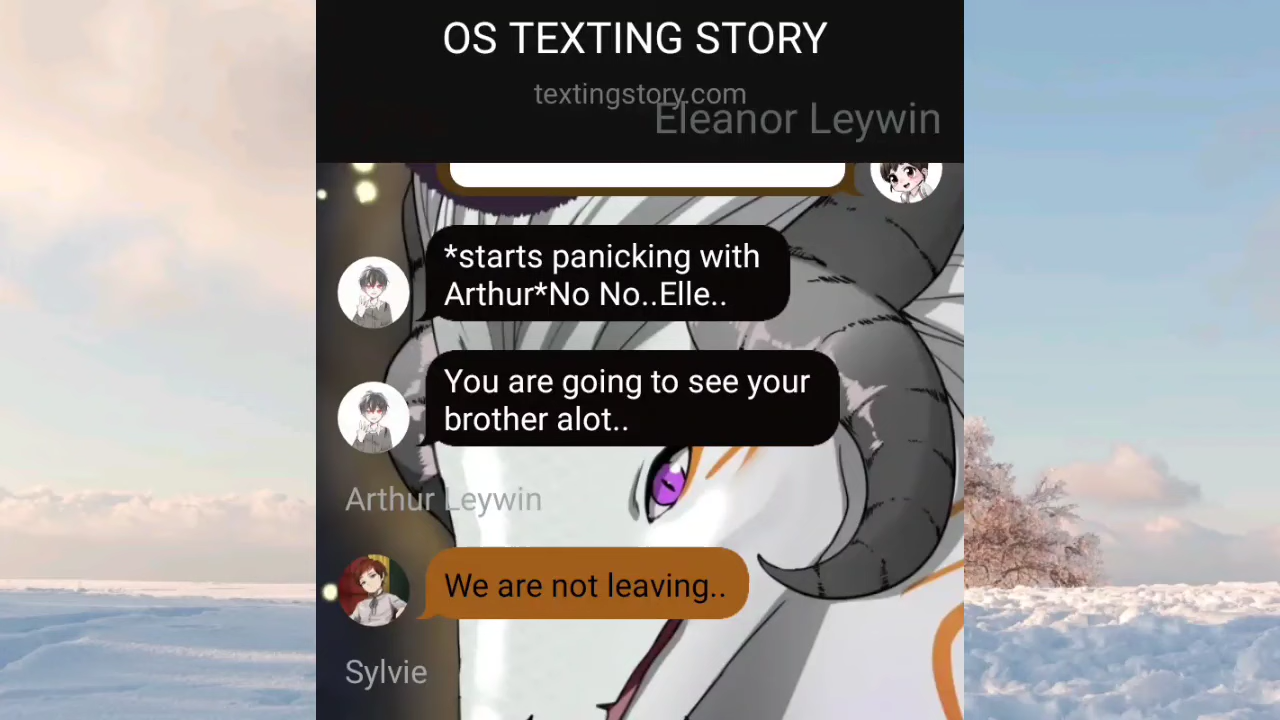 OS TEXTING STORY
textingstory.com
Eleanor Leywin
*starts panicking with
Arthur*No No..Elle..
You are going to see your
brother alot..
Arthur Leywin
We are not leaving..
Sylvie